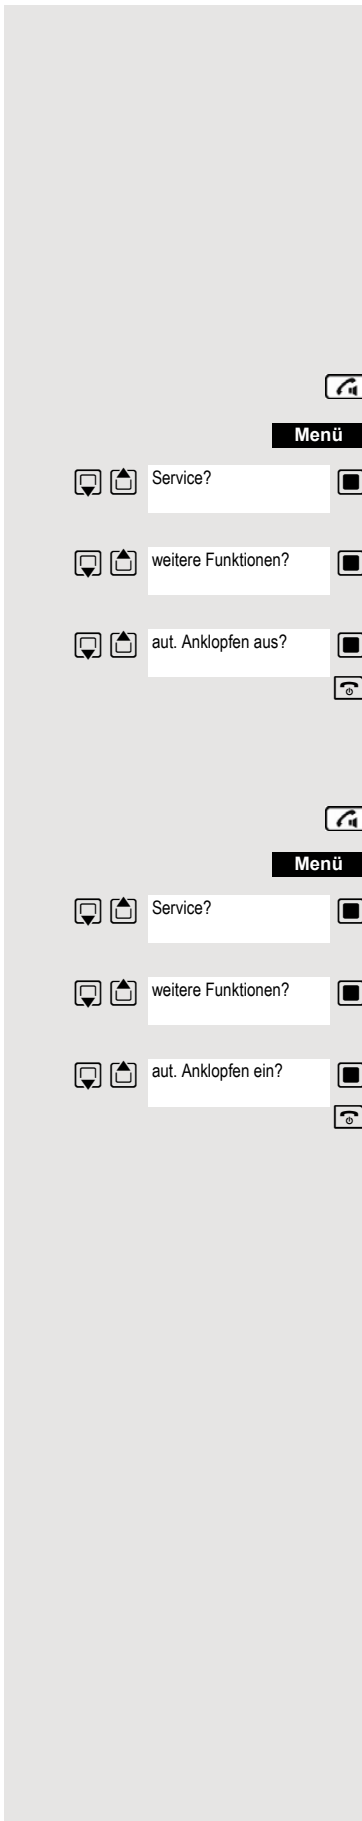 Menü
Service?
weitere Funktionen?
aut. Anklopfen aus?
Menü
Service?
weitere Funktionen?
aut. Anklopfen ein?